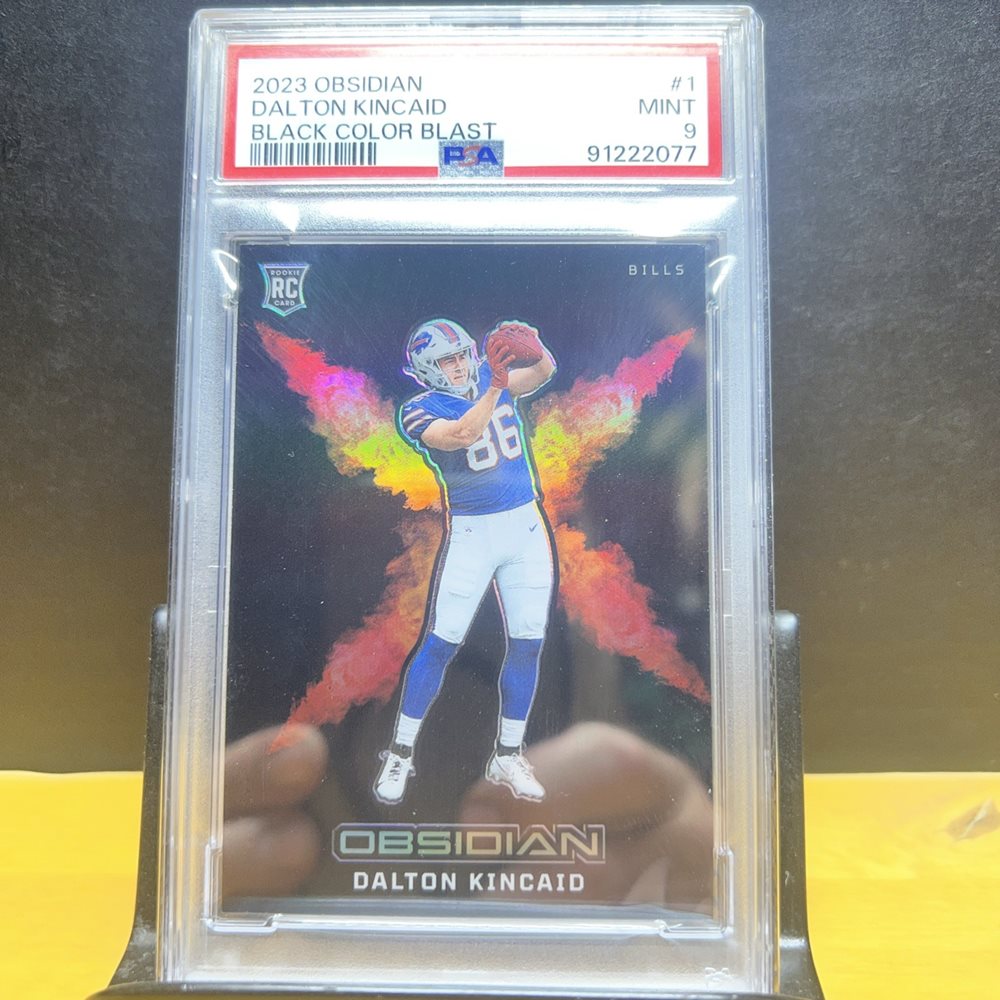 2023 OBSIDIAN #1
DALTON KINCAID MINT
BLACK COLOR BLAST 9
PSA 91222077
ROOKIE
RC
CARD
BILLS
86
OBSIDIAN
DALTON KINCAID